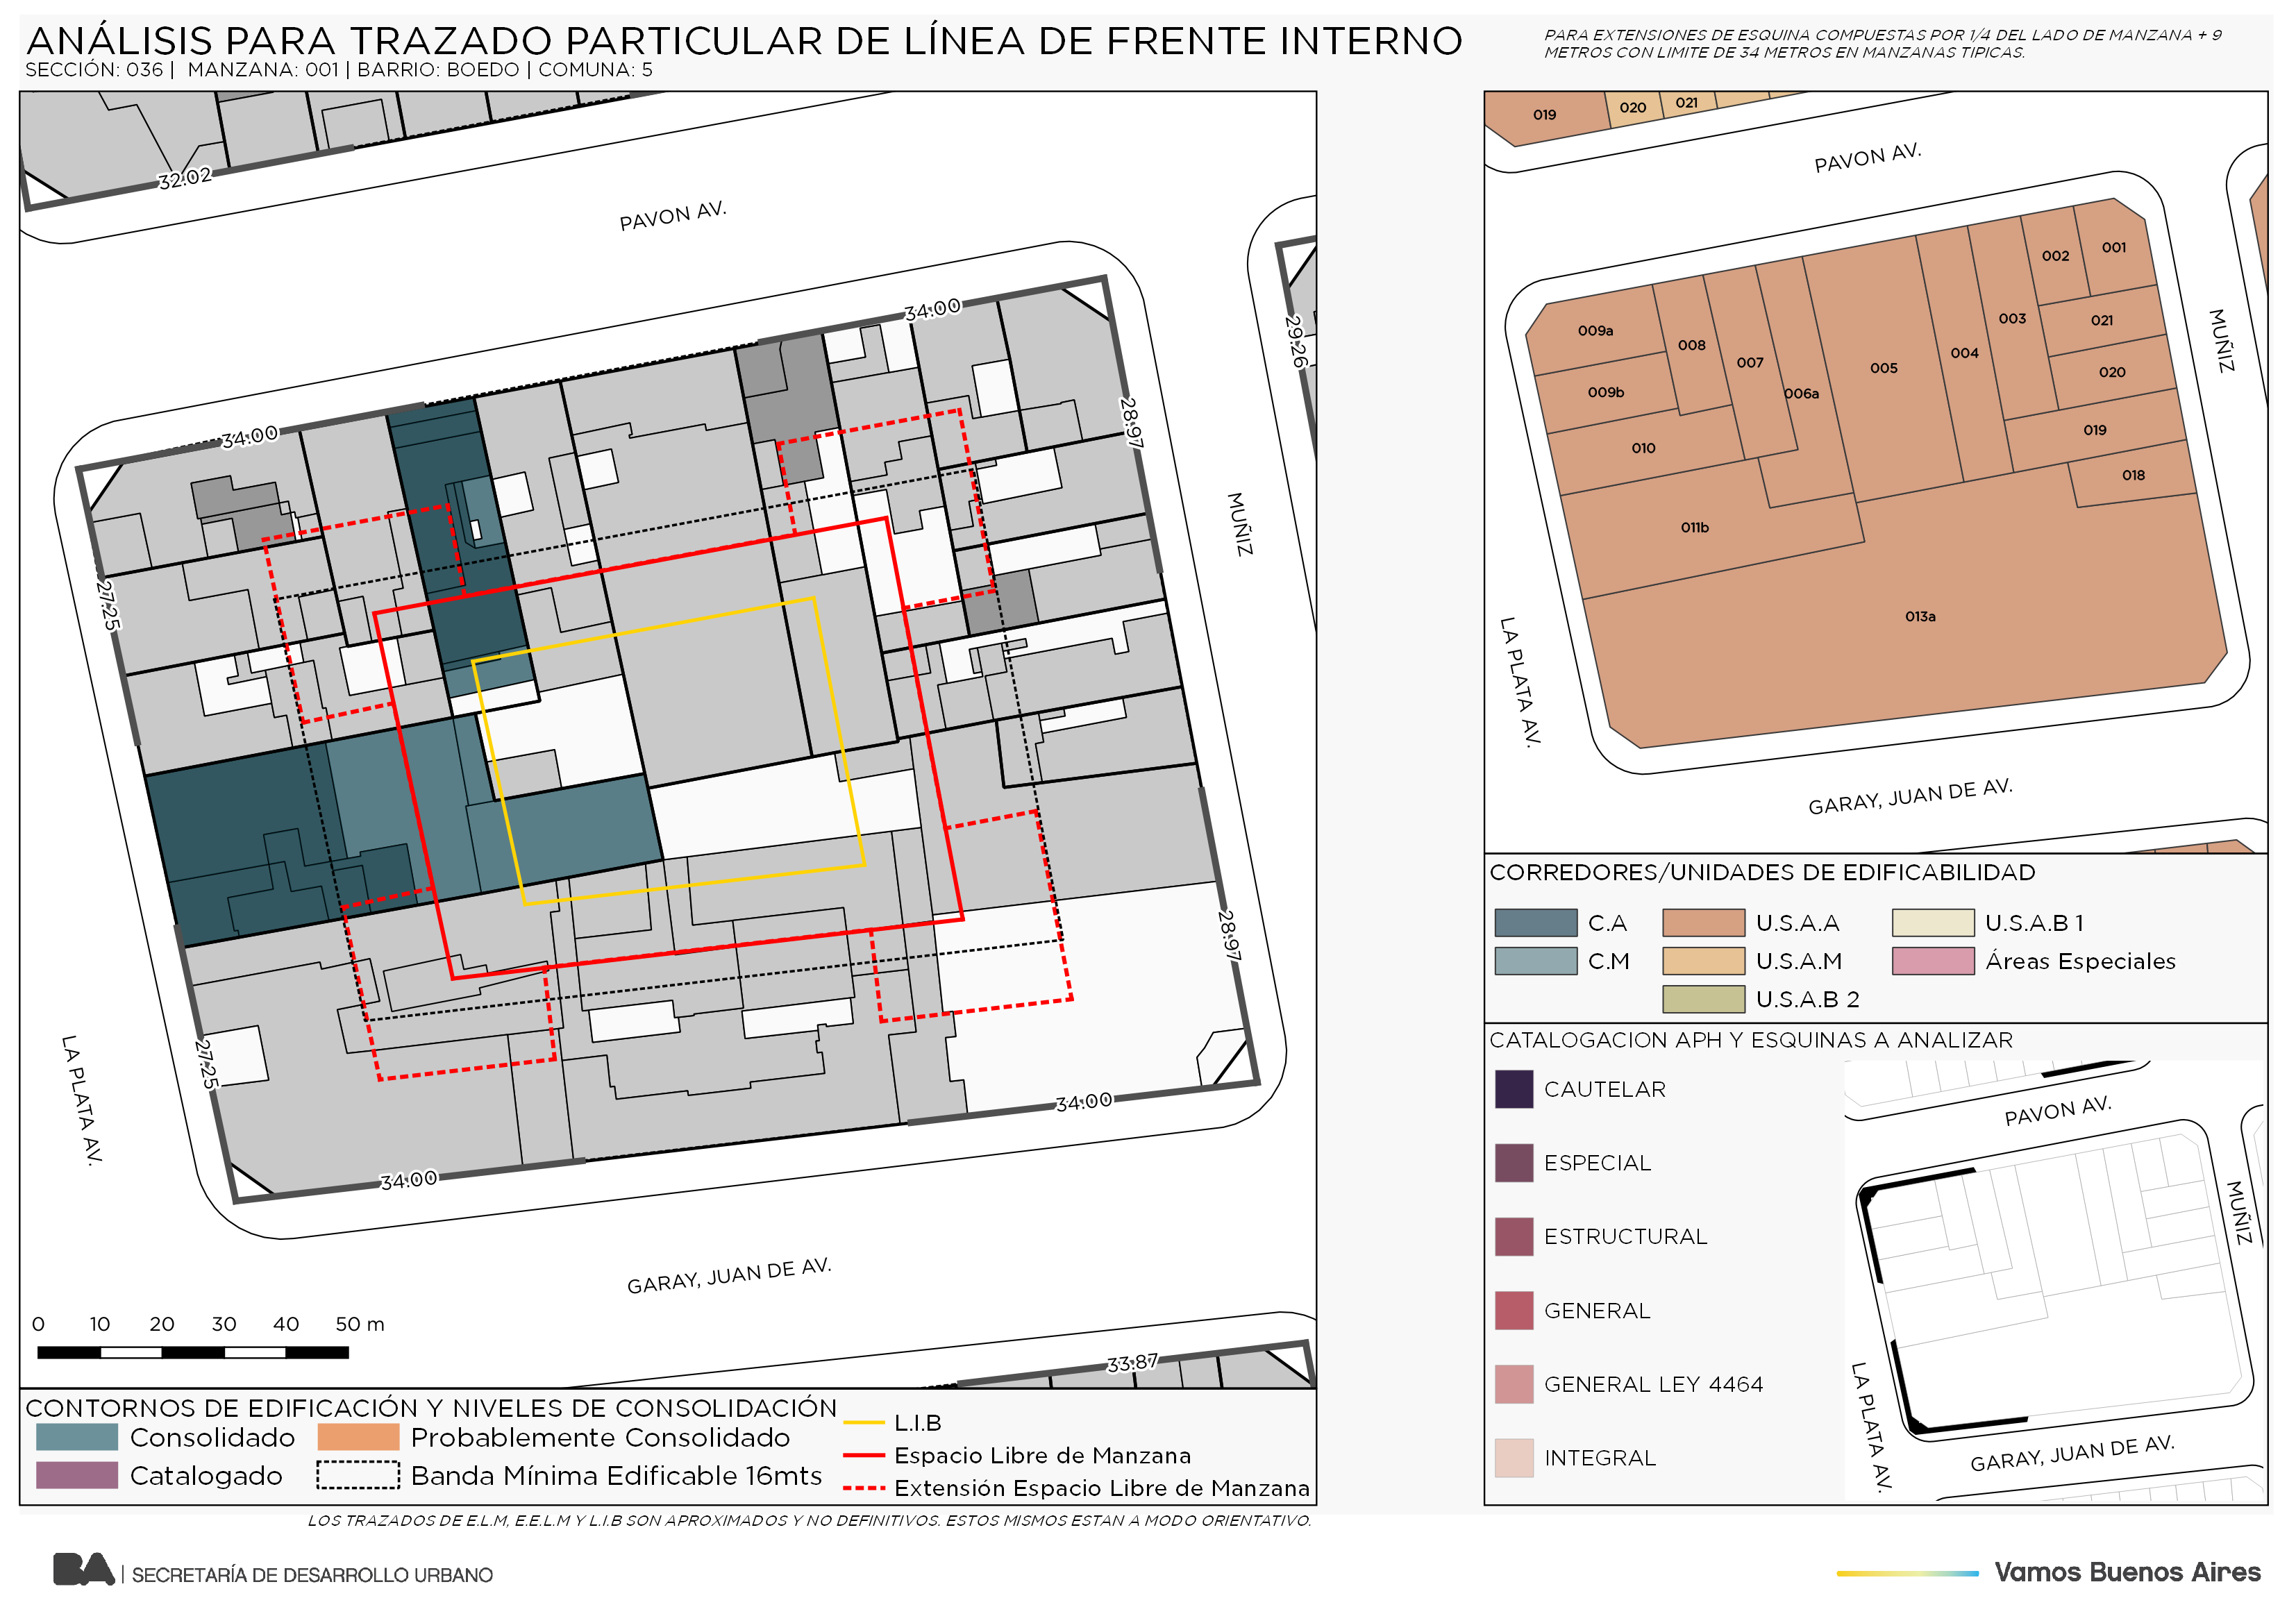 ANÁLISIS PARA TRAZADO PARTICULAR DE LÍNEA DE FRENTE INTERNO
SECCIÓN: 036 | MANZANA: 001 | BARRIO: BOEDO | COMUNA: 5
PARA EXTENSIONES DE ESQUINA COMPUESTAS POR 1/4 DEL LADO DE MANZANA + 9
METROS CON LIMITE DE 34 METROS EN MANZANAS TIPICAS.
32.02
PAVON AV.
34.00
34.00
29.26
28.97
MUÑIZ
27.25
28.97
27.25
34.00
34.00
LA PLATA AV.
GARAY, JUAN DE AV.
33.87
0 10 20 30 40 50 m
CONTORNOS DE EDIFICACIÓN Y NIVELES DE CONSOLIDACIÓN
Consolidado
Probablemente Consolidado
Catalogado
Banda Mínima Edificable 16mts
L.I.B
Espacio Libre de Manzana
Extensión Espacio Libre de Manzana
LOS TRAZADOS DE E.L.M, E.E.L.M Y L.I.B SON APROXIMADOS Y NO DEFINITIVOS. ESTOS MISMOS ESTAN A MODO ORIENTATIVO.
019
020
021
PAVON AV.
001
002
003
021
020
019
018
004
005
006a
007
008
009a
009b
010
011b
013a
MUÑIZ
LA PLATA AV.
GARAY, JUAN DE AV.
CORREDORES/UNIDADES DE EDIFICABILIDAD
C.A
U.S.A.A
U.S.A.B 1
C.M
U.S.A.M
Áreas Especiales
U.S.A.B 2
CATALOGACION APH Y ESQUINAS A ANALIZAR
CAUTELAR
ESPECIAL
ESTRUCTURAL
GENERAL
GENERAL LEY 4464
INTEGRAL
PAVON AV.
MUÑIZ
LA PLATA AV.
GARAY, JUAN DE AV.
BA | SECRETARÍA DE DESARROLLO URBANO
Vamos Buenos Aires